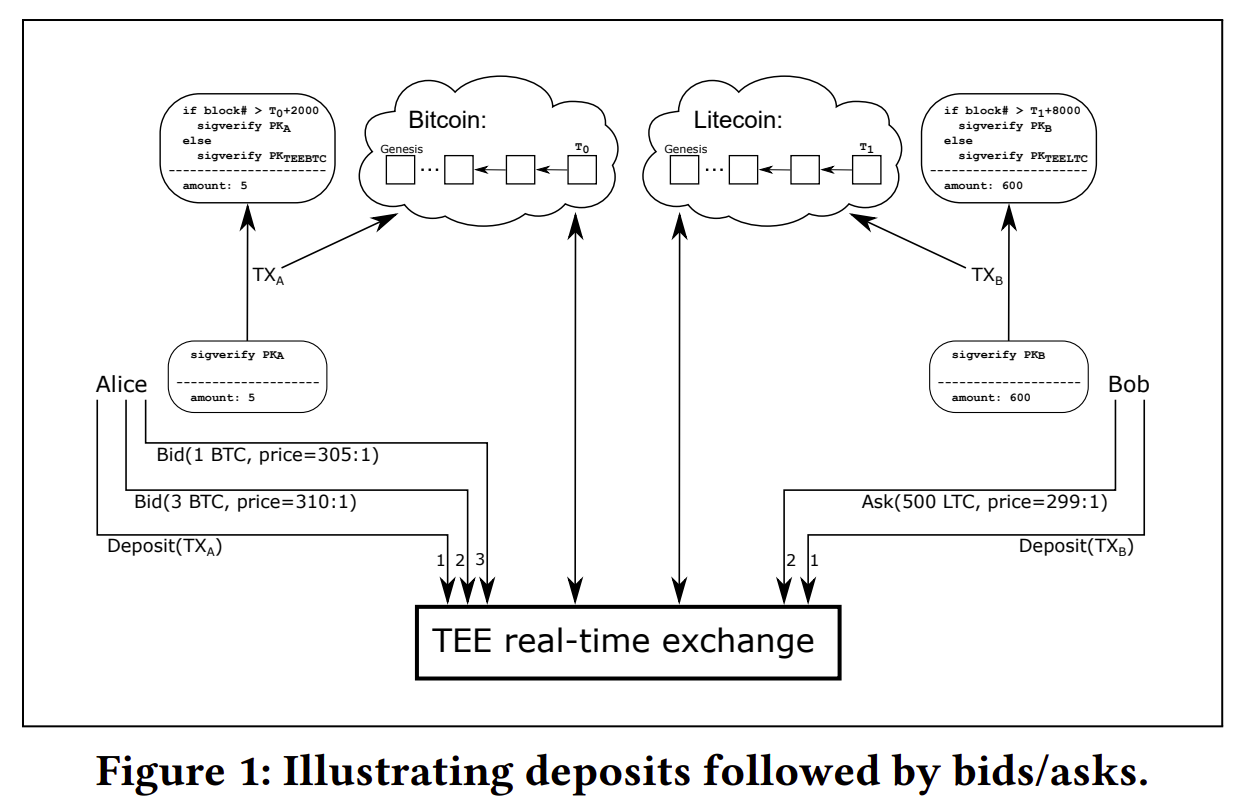 if block# > T0+2000
sigverify PKA
else
sigverify PKTEEBTC
amount: 5
Bitcoin:
Genesis
...
T0
Litecoin:
Genesis
...
T1
if block# > T1+8000
sigverify PKB
else
sigverify PKTEELTC
amount: 600
TXA
TXB
sigverify PKA
amount: 5
sigverify PKB
amount: 600
Alice
Bob
Bid(1 BTC, price=305:1)
Bid(3 BTC, price=310:1)
Deposit(TXA)
Ask(500 LTC, price=299:1)
Deposit(TXB)
1 2 3
2 1
TEE real-time exchange
Figure 1: Illustrating deposits followed by bids/asks.